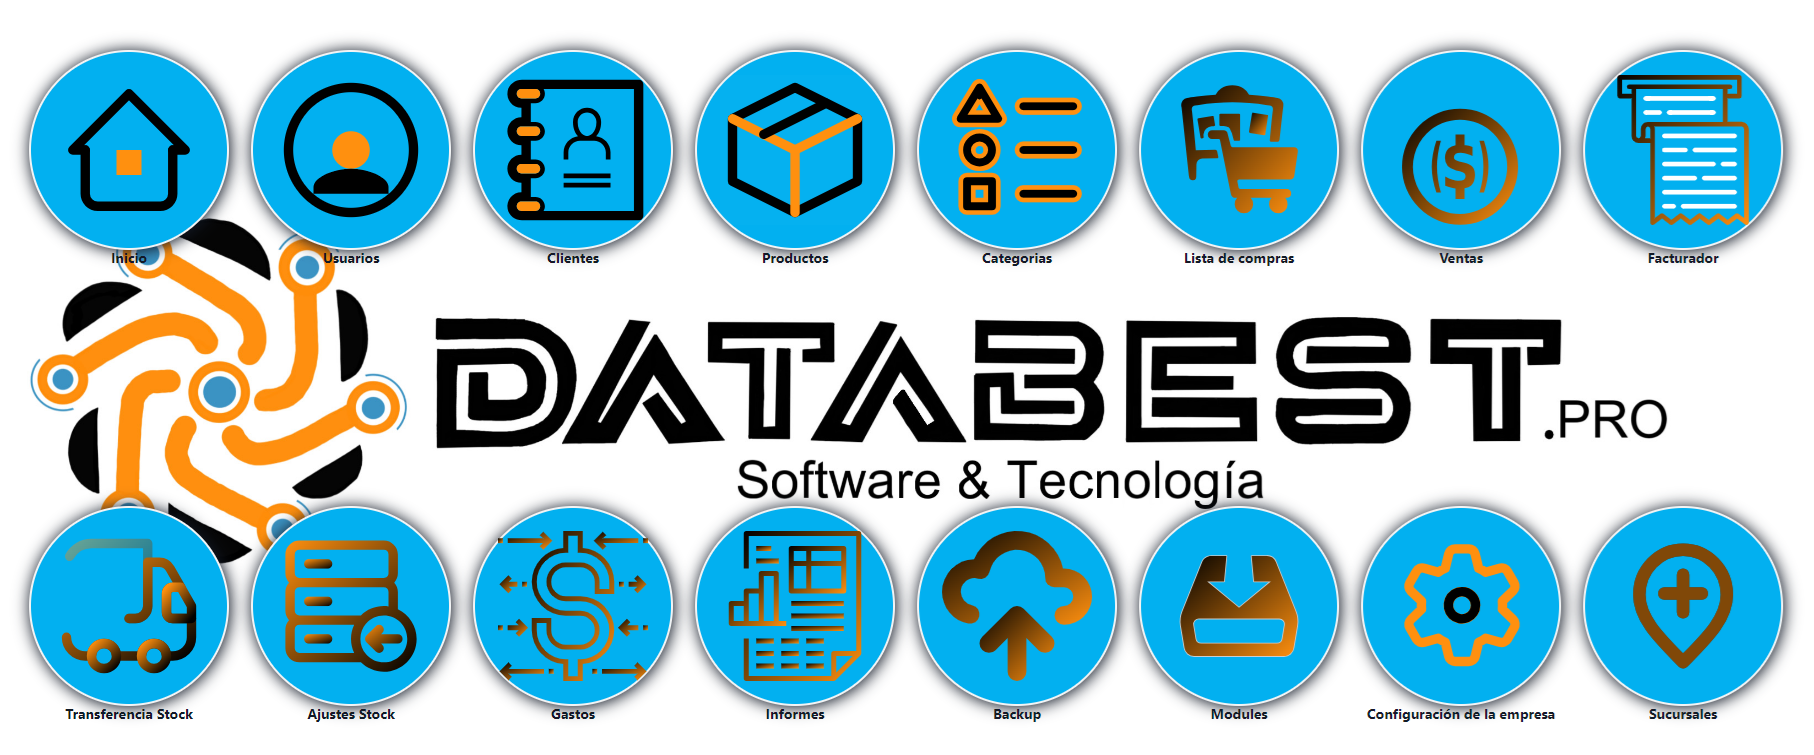 Inicio
Usuarios
Clientes
Productos
Categorias
Lista de compras
Ventas
Facturador
DATABEST.PRO
Software & Tecnología
Transferencia Stock
Ajustes Stock
Gastos
Informes
Backup
Modules
Configuración de la empresa
Sucursales